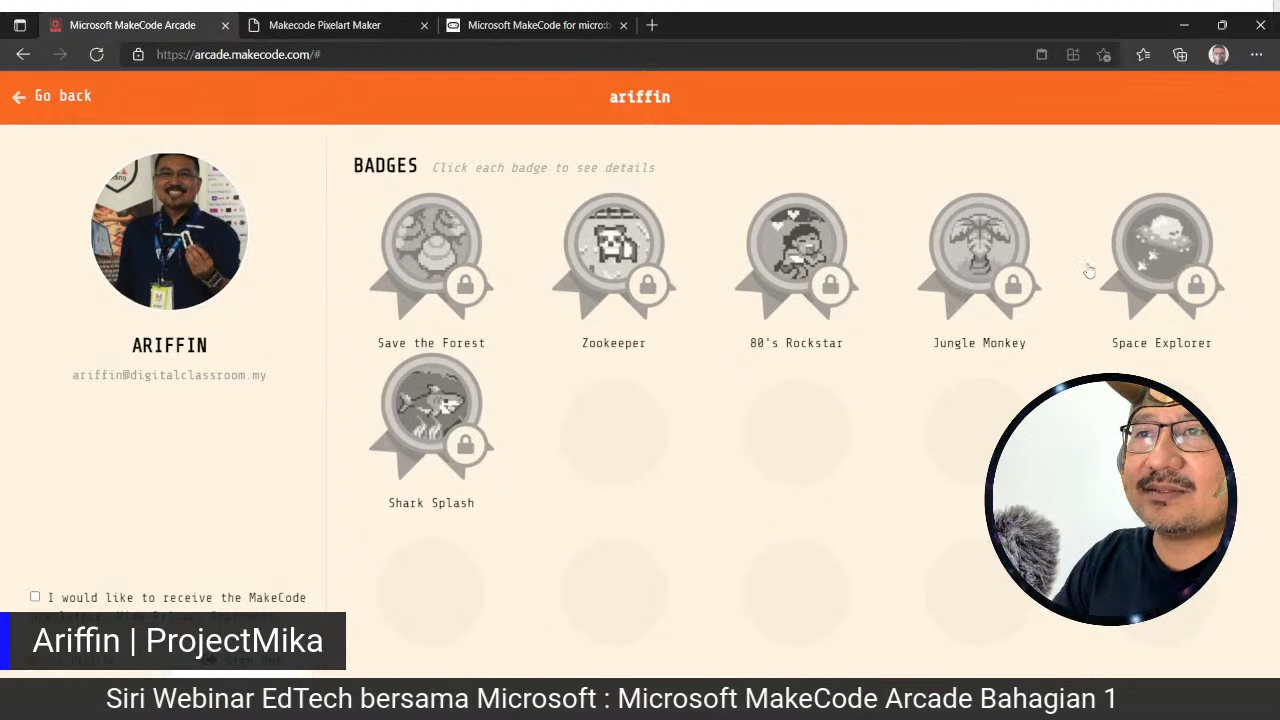 Microsoft MakeCode Arcade
Makecode Pixelart Maker
Microsoft MakeCode for micro:b
https://arcade.makecode.com/#
Go back
ariffin
BADGES Click each badge to see details
ARIFFIN
ariffin@digitalclassroom.my
Save the Forest
Zookeeper
80's Rockstar
Jungle Monkey
Space Explorer
Shark Splash
I would like to receive the MakeCode
Sign Out
Ariffin | ProjectMika
Siri Webinar EdTech bersama Microsoft : Microsoft MakeCode Arcade Bahagian 1